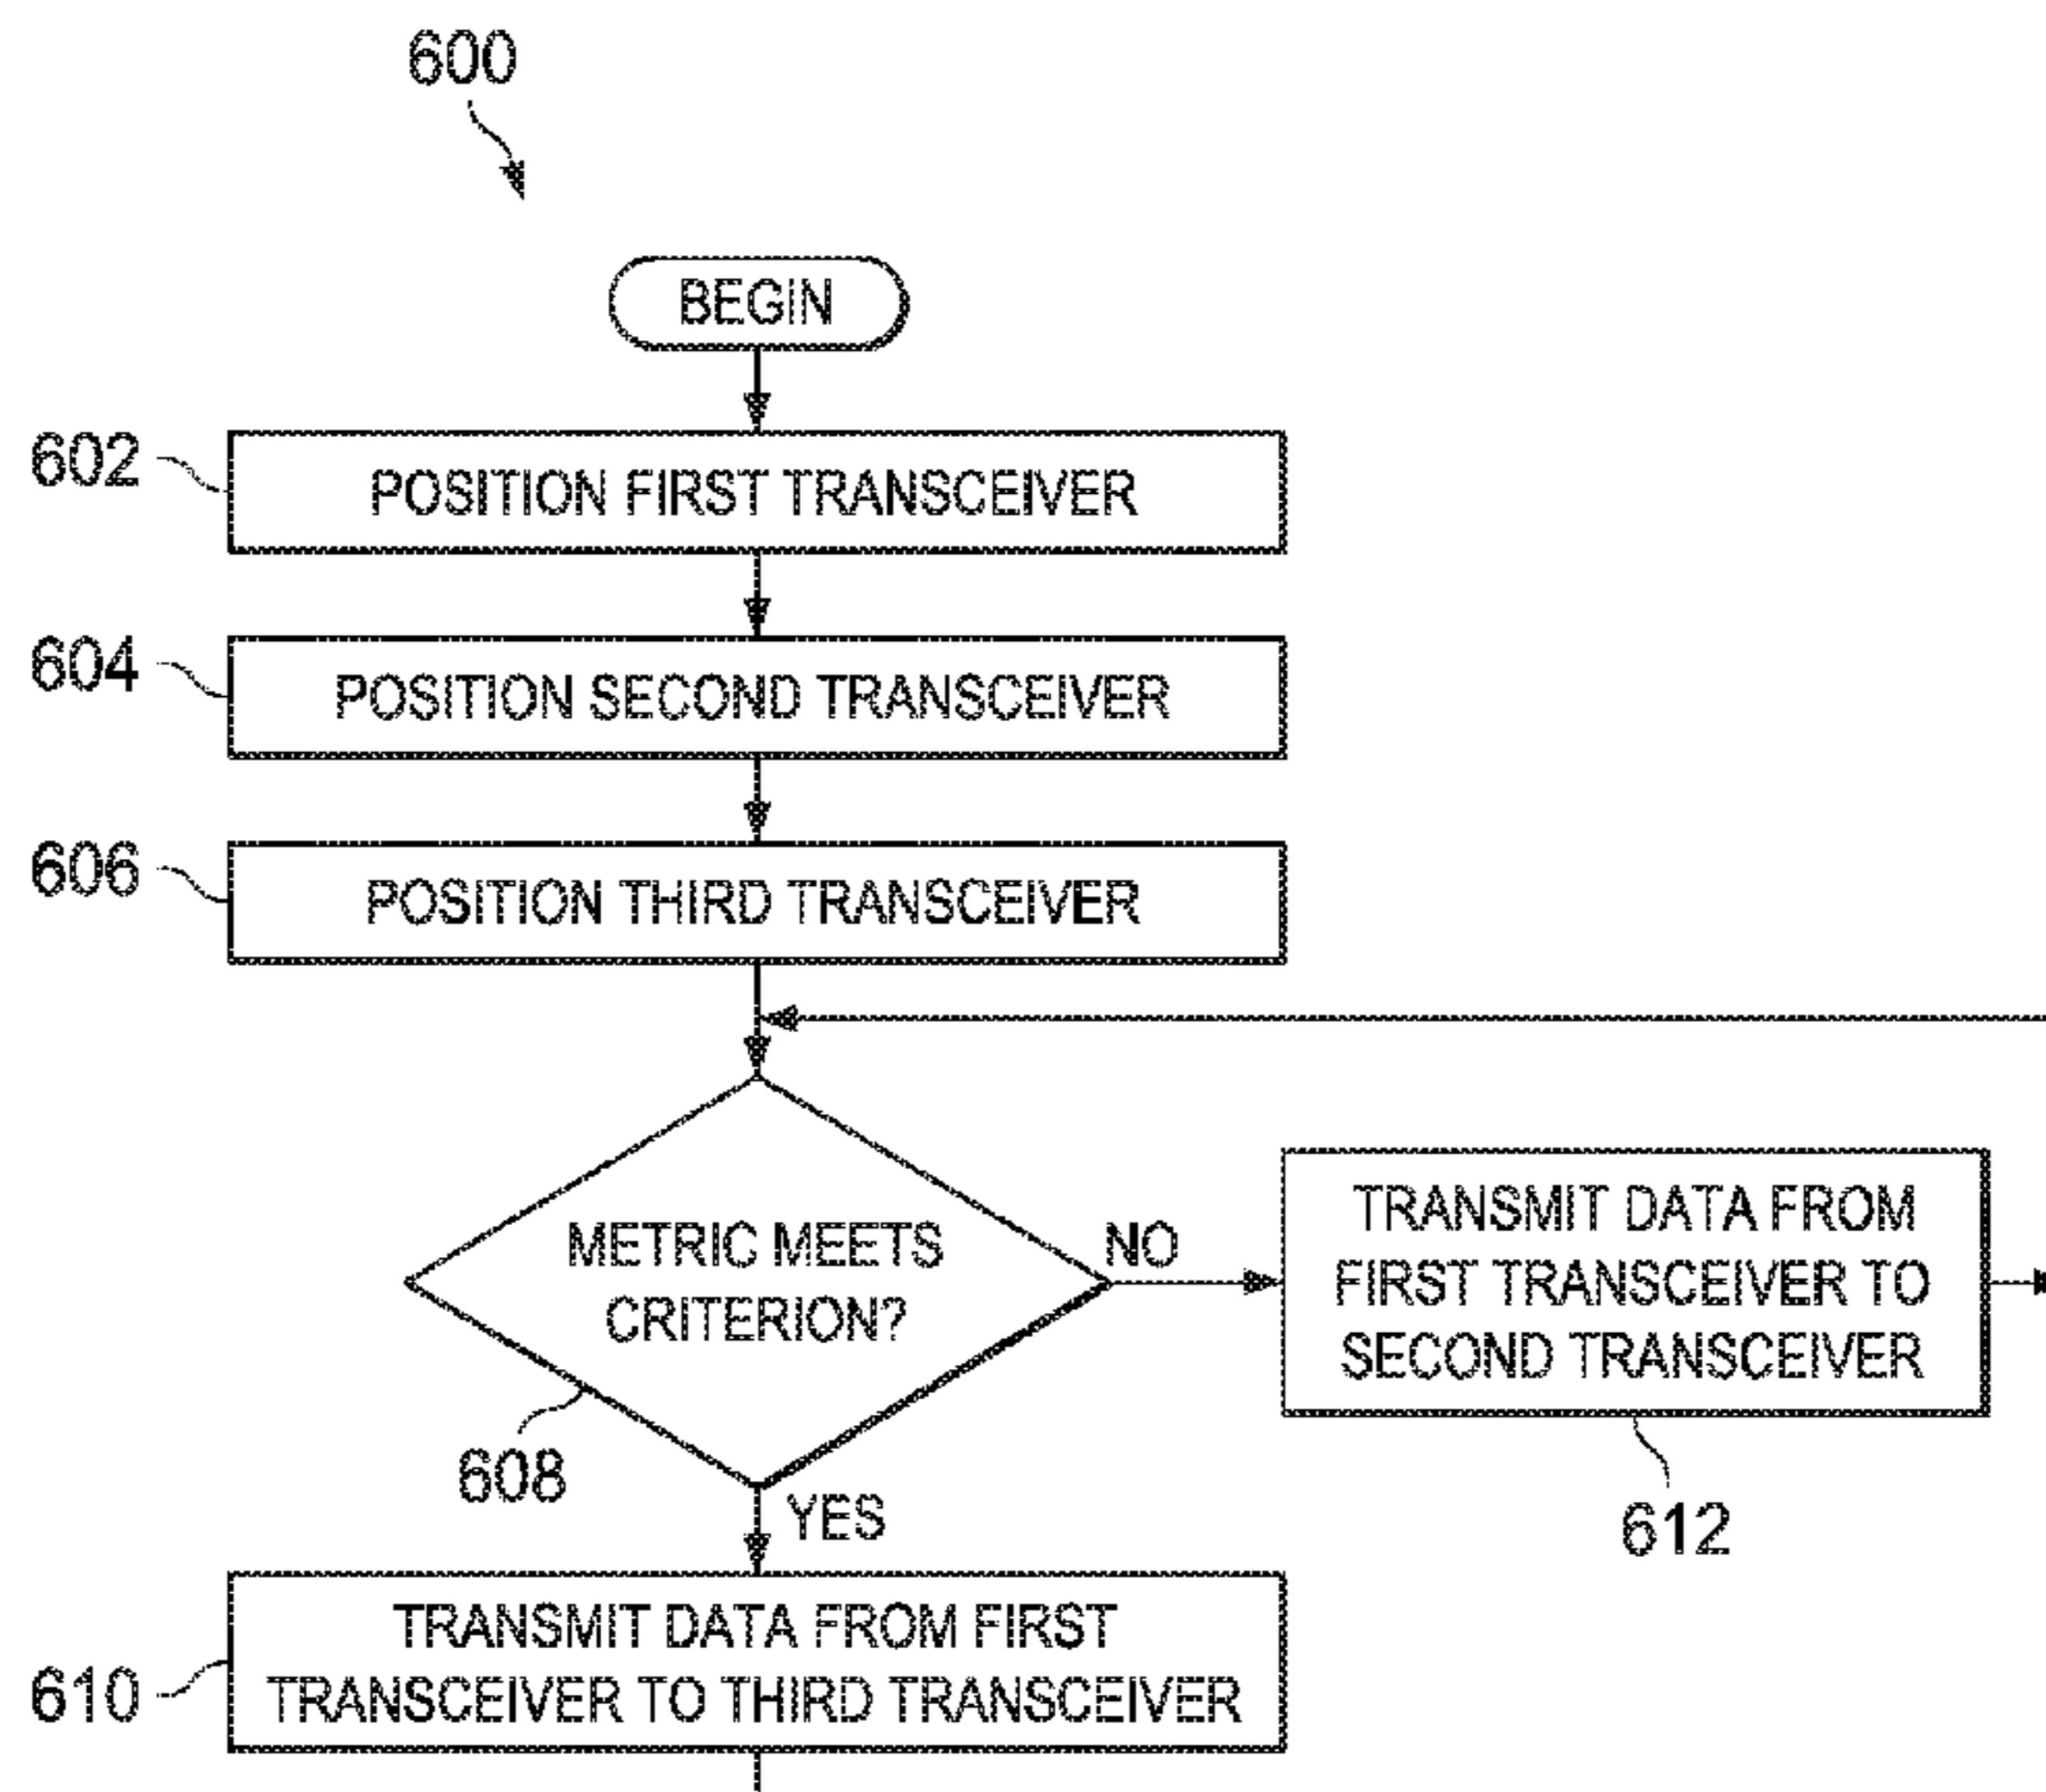 600
BEGIN
602
POSITION FIRST TRANSCEIVER
604
POSITION SECOND TRANSCEIVER
606
POSITION THIRD TRANSCEIVER
METRIC MEETS
CRITERION?
NO
TRANSMIT DATA FROM
FIRST TRANSCEIVER TO
SECOND TRANSCEIVER
608
YES
612
610
TRANSMIT DATA FROM FIRST
TRANSCEIVER TO THIRD TRANSCEIVER